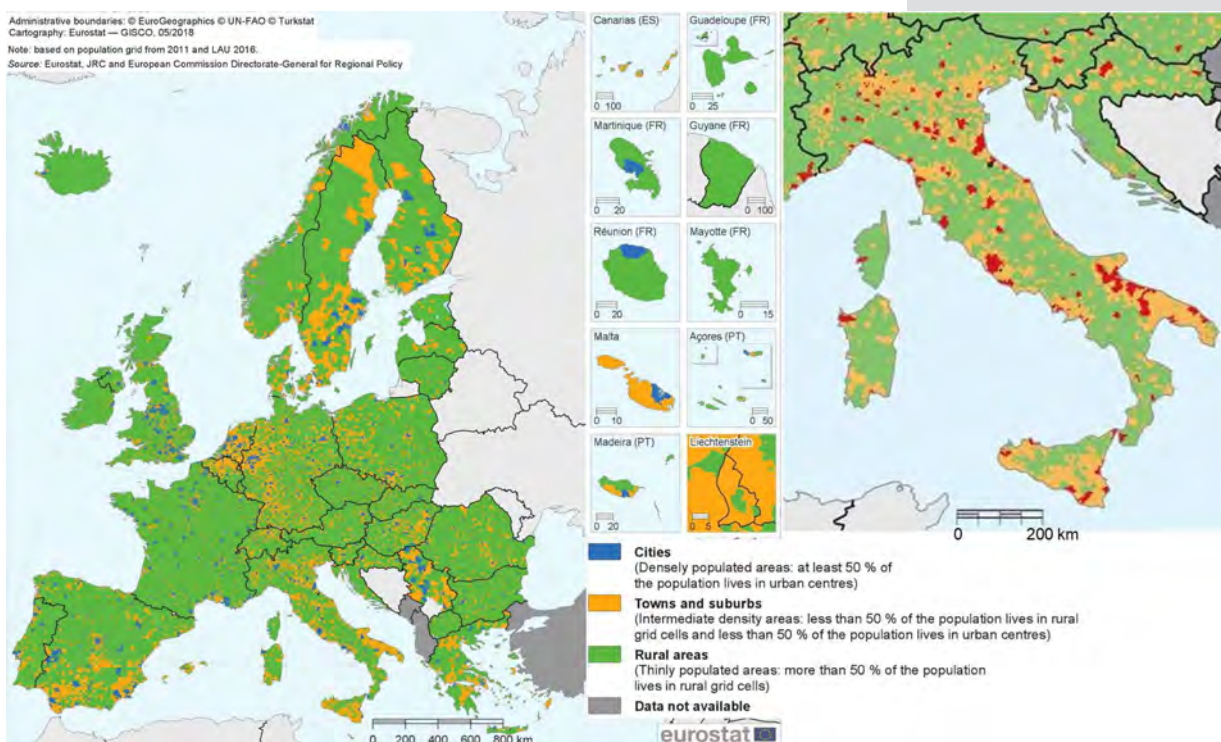 Administrative boundaries: © EuroGeographics © UN-FAO © Turkstat
Cartography: Eurostat — GISCO, 05/2018
Note: based on population grid from 2011 and LAU 2016.
Source: Eurostat, JRC and European Commission Directorate-General for Regional Policy
Canarias (ES)
0 100
Guadeloupe (FR)
0 25
Martinique (FR)
0 20
Guyane (FR)
0 100
Réunion (FR)
0 20
Mayotte (FR)
0 15
Malta
0 10
Açores (PT)
0 50
Madeira (PT)
0 20
Liechtenstein
0 5
0 200 400 600 800 km
0 200 km
Cities
(Densely populated areas: at least 50 % of
the population lives in urban centres)
Towns and suburbs
(Intermediate density areas: less than 50 % of the population lives in rural
grid cells and less than 50 % of the population lives in urban centres)
Rural areas
(Thinly populated areas: more than 50 % of the population
lives in rural grid cells)
Data not available
eurostat